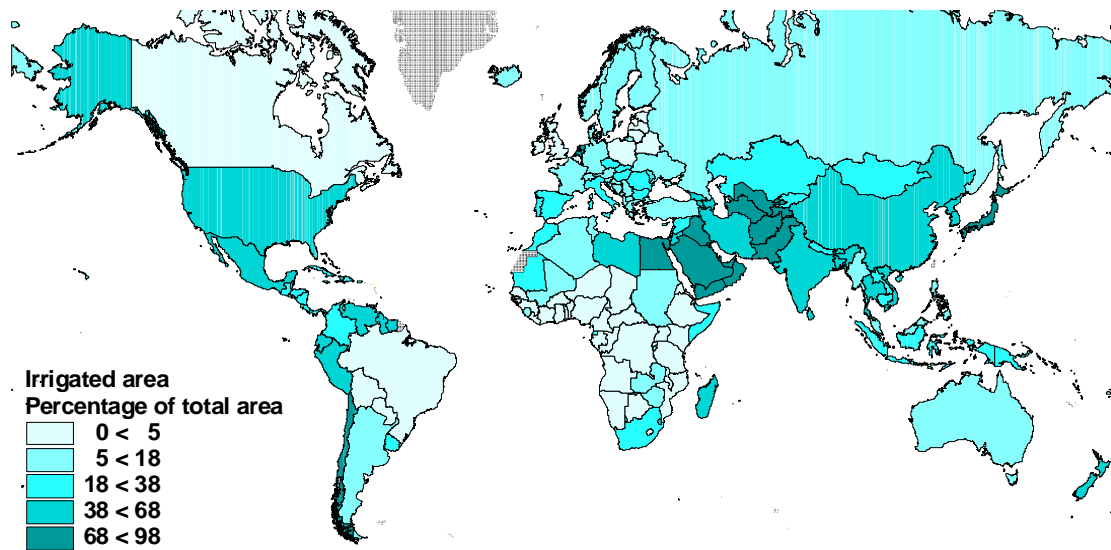 Irrigated area
Percentage of total area
0 < 5
5 < 18
18 < 38
38 < 68
68 < 98